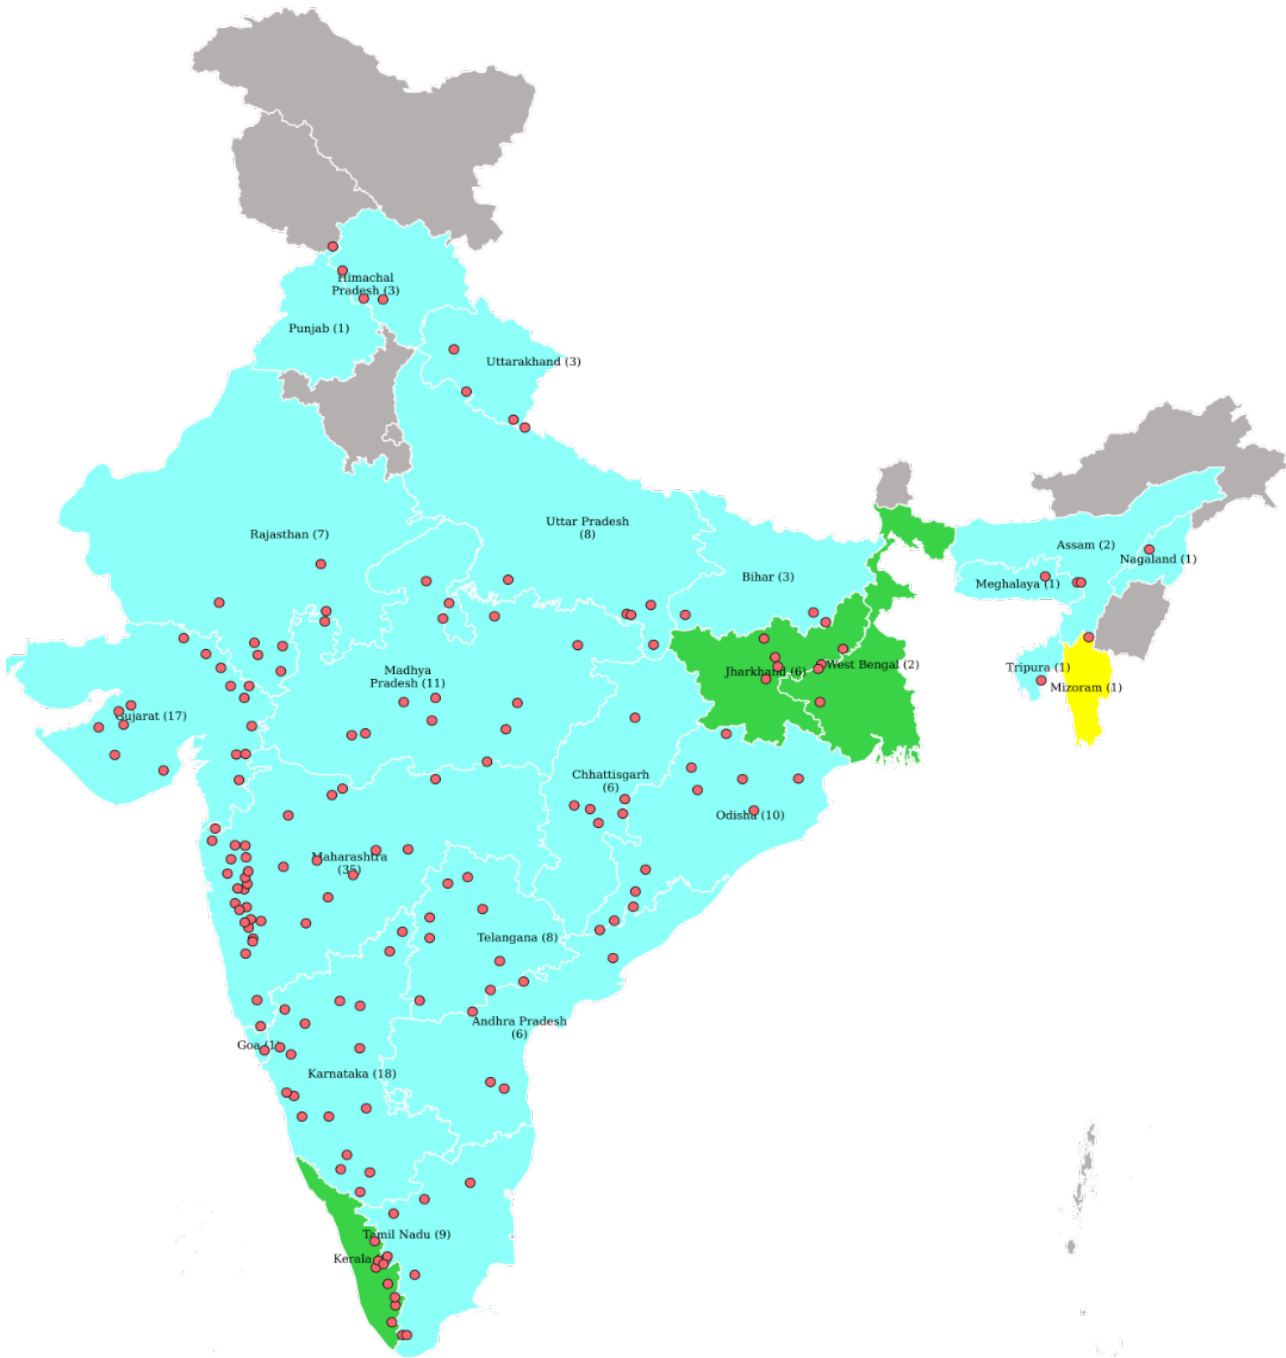 Himachal
Pradesh (3)
Punjab (1)
Uttarakhand (3)
Rajasthan (7)
Uttar Pradesh
(8)
Assam (2)
Nagaland (1)
Bihar (3)
Meghalaya (1)
Jharkhand (6)
West Bengal (2)
Tripura (1)
Mizoram (1)
Madhya
Pradesh (11)
Gujarat (17)
Chhattisgarh
(6)
Odisha (10)
Maharashtra
(35)
Telangana (8)
Andhra Pradesh
(6)
Goa (1)
Karnataka (18)
Tamil Nadu (9)
Kerala